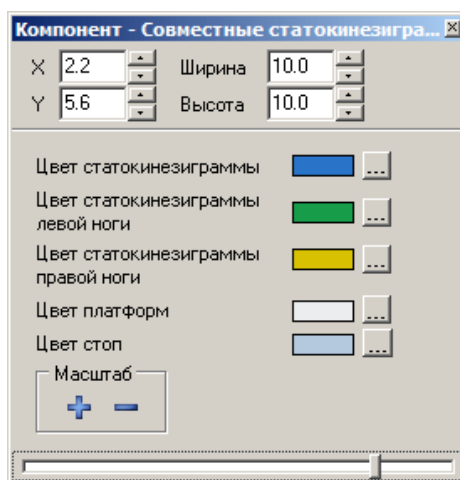 Компонент - Совместные статокинезигра...
X 2.2 Ширина 10.0
Y 5.6 Высота 10.0
Цвет статокинезиграммы ...
Цвет статокинезиграммы
левой ноги ...
Цвет статокинезиграммы
правой ноги ...
Цвет платформ ...
Цвет стоп ...
Масштаб